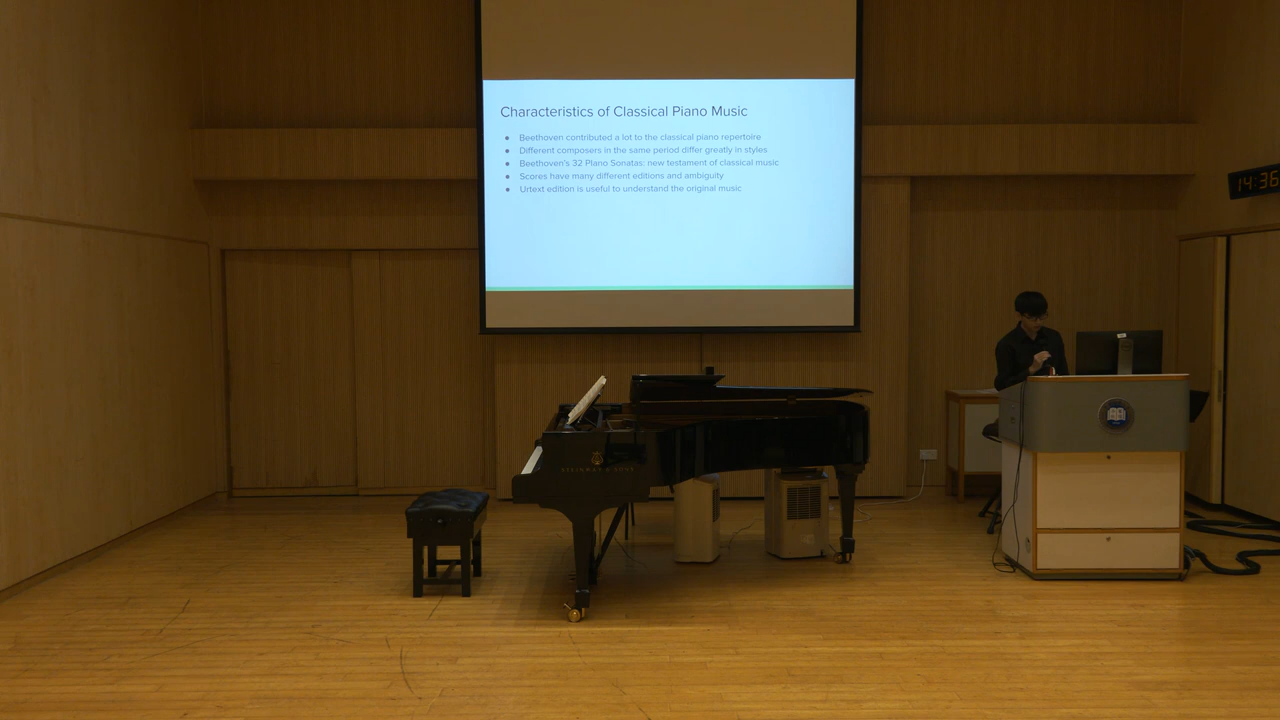 Characteristics of Classical Piano Music
● Beethoven contributed a lot to the classical piano repertoire
● Different composers in the same period differ greatly in styles
● Beethoven's 32 Piano Sonatas: new testament of classical music
● Scores have many different editions and ambiguity
● Urtext edition is useful to understand the original music
14:36
STEINWAY & SONS